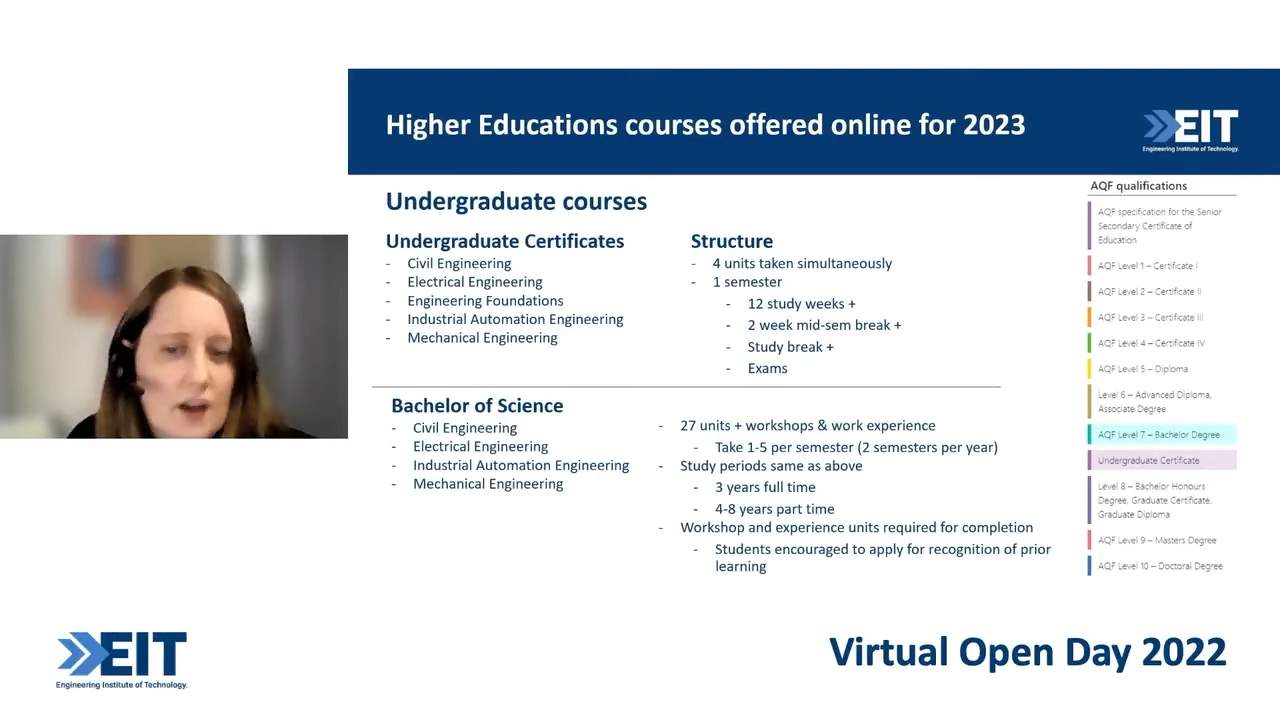 Higher Educations courses offered online for 2023
EIT
Engineering Institute of Technology.
Undergraduate courses
Undergraduate Certificates
- Civil Engineering
- Electrical Engineering
- Engineering Foundations
- Industrial Automation Engineering
- Mechanical Engineering
Structure
- 4 units taken simultaneously
- 1 semester
- 12 study weeks +
- 2 week mid-sem break +
- Study break +
- Exams
Bachelor of Science
- Civil Engineering
- Electrical Engineering
- Industrial Automation Engineering
- Mechanical Engineering
- 27 units + workshops & work experience
- Take 1-5 per semester (2 semesters per year)
- Study periods same as above
- 3 years full time
- 4-8 years part time
- Workshop and experience units required for completion
- Students encouraged to apply for recognition of prior
learning
AQF qualifications
AQF specification for the Senior
Secondary Certificate of
Education
AQF Level 1 – Certificate I
AQF Level 2 – Certificate II
AQF Level 3 – Certificate III
AQF Level 4 – Certificate IV
AQF Level 5 – Diploma
Level 6 – Advanced Diploma,
Associate Degree
AQF Level 7 – Bachelor Degree
Undergraduate Certificate
Level 8 – Bachelor Honours
Degree, Graduate Certificate,
Graduate Diploma
AQF Level 9 – Masters Degree
AQF Level 10 – Doctoral Degree
EIT
Engineering Institute of Technology.
Virtual Open Day 2022